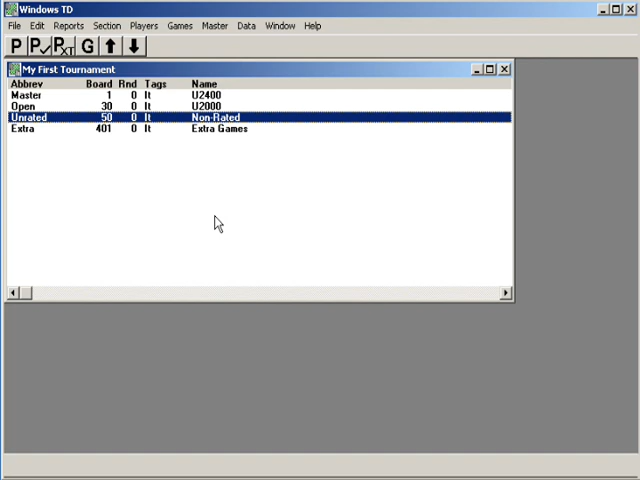 Windows TD
File Edit Reports Section Players Games Master Data Window Help
P P✓ PXT G
My First Tournament
Abbrev Board Rnd Tags Name
Master 1 0 lt U2400
Open 30 0 lt U2000
Unrated 50 0 lt Non-Rated
Extra 401 0 lt Extra Games